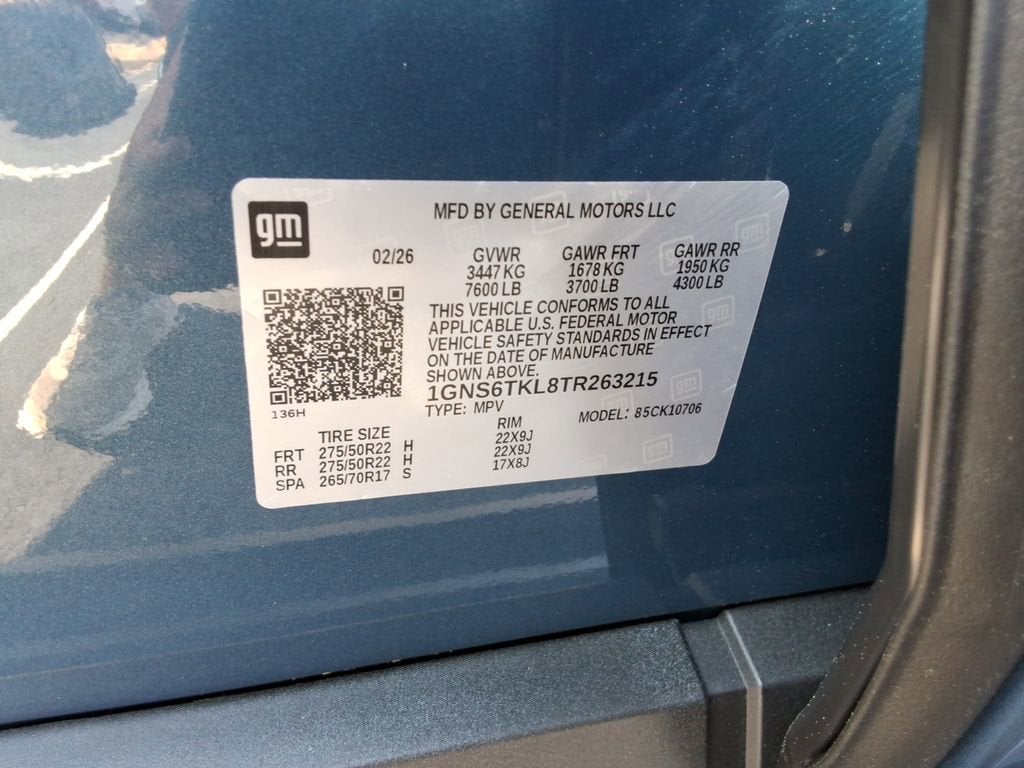 gm
MFD BY GENERAL MOTORS LLC
02/26 GVWR GAWR FRT GAWR RR
3447 KG 1678 KG 1950 KG
7600 LB 3700 LB 4300 LB
THIS VEHICLE CONFORMS TO ALL
APPLICABLE U.S. FEDERAL MOTOR
VEHICLE SAFETY STANDARDS IN EFFECT
ON THE DATE OF MANUFACTURE
SHOWN ABOVE.
1GNS6TKL8TR263215
136H
TYPE: MPV MODEL: 85CK10706
TIRE SIZE RIM
FRT 275/50R22 H 22X9J
RR 275/50R22 H 22X9J
SPA 265/70R17 S 17X8J